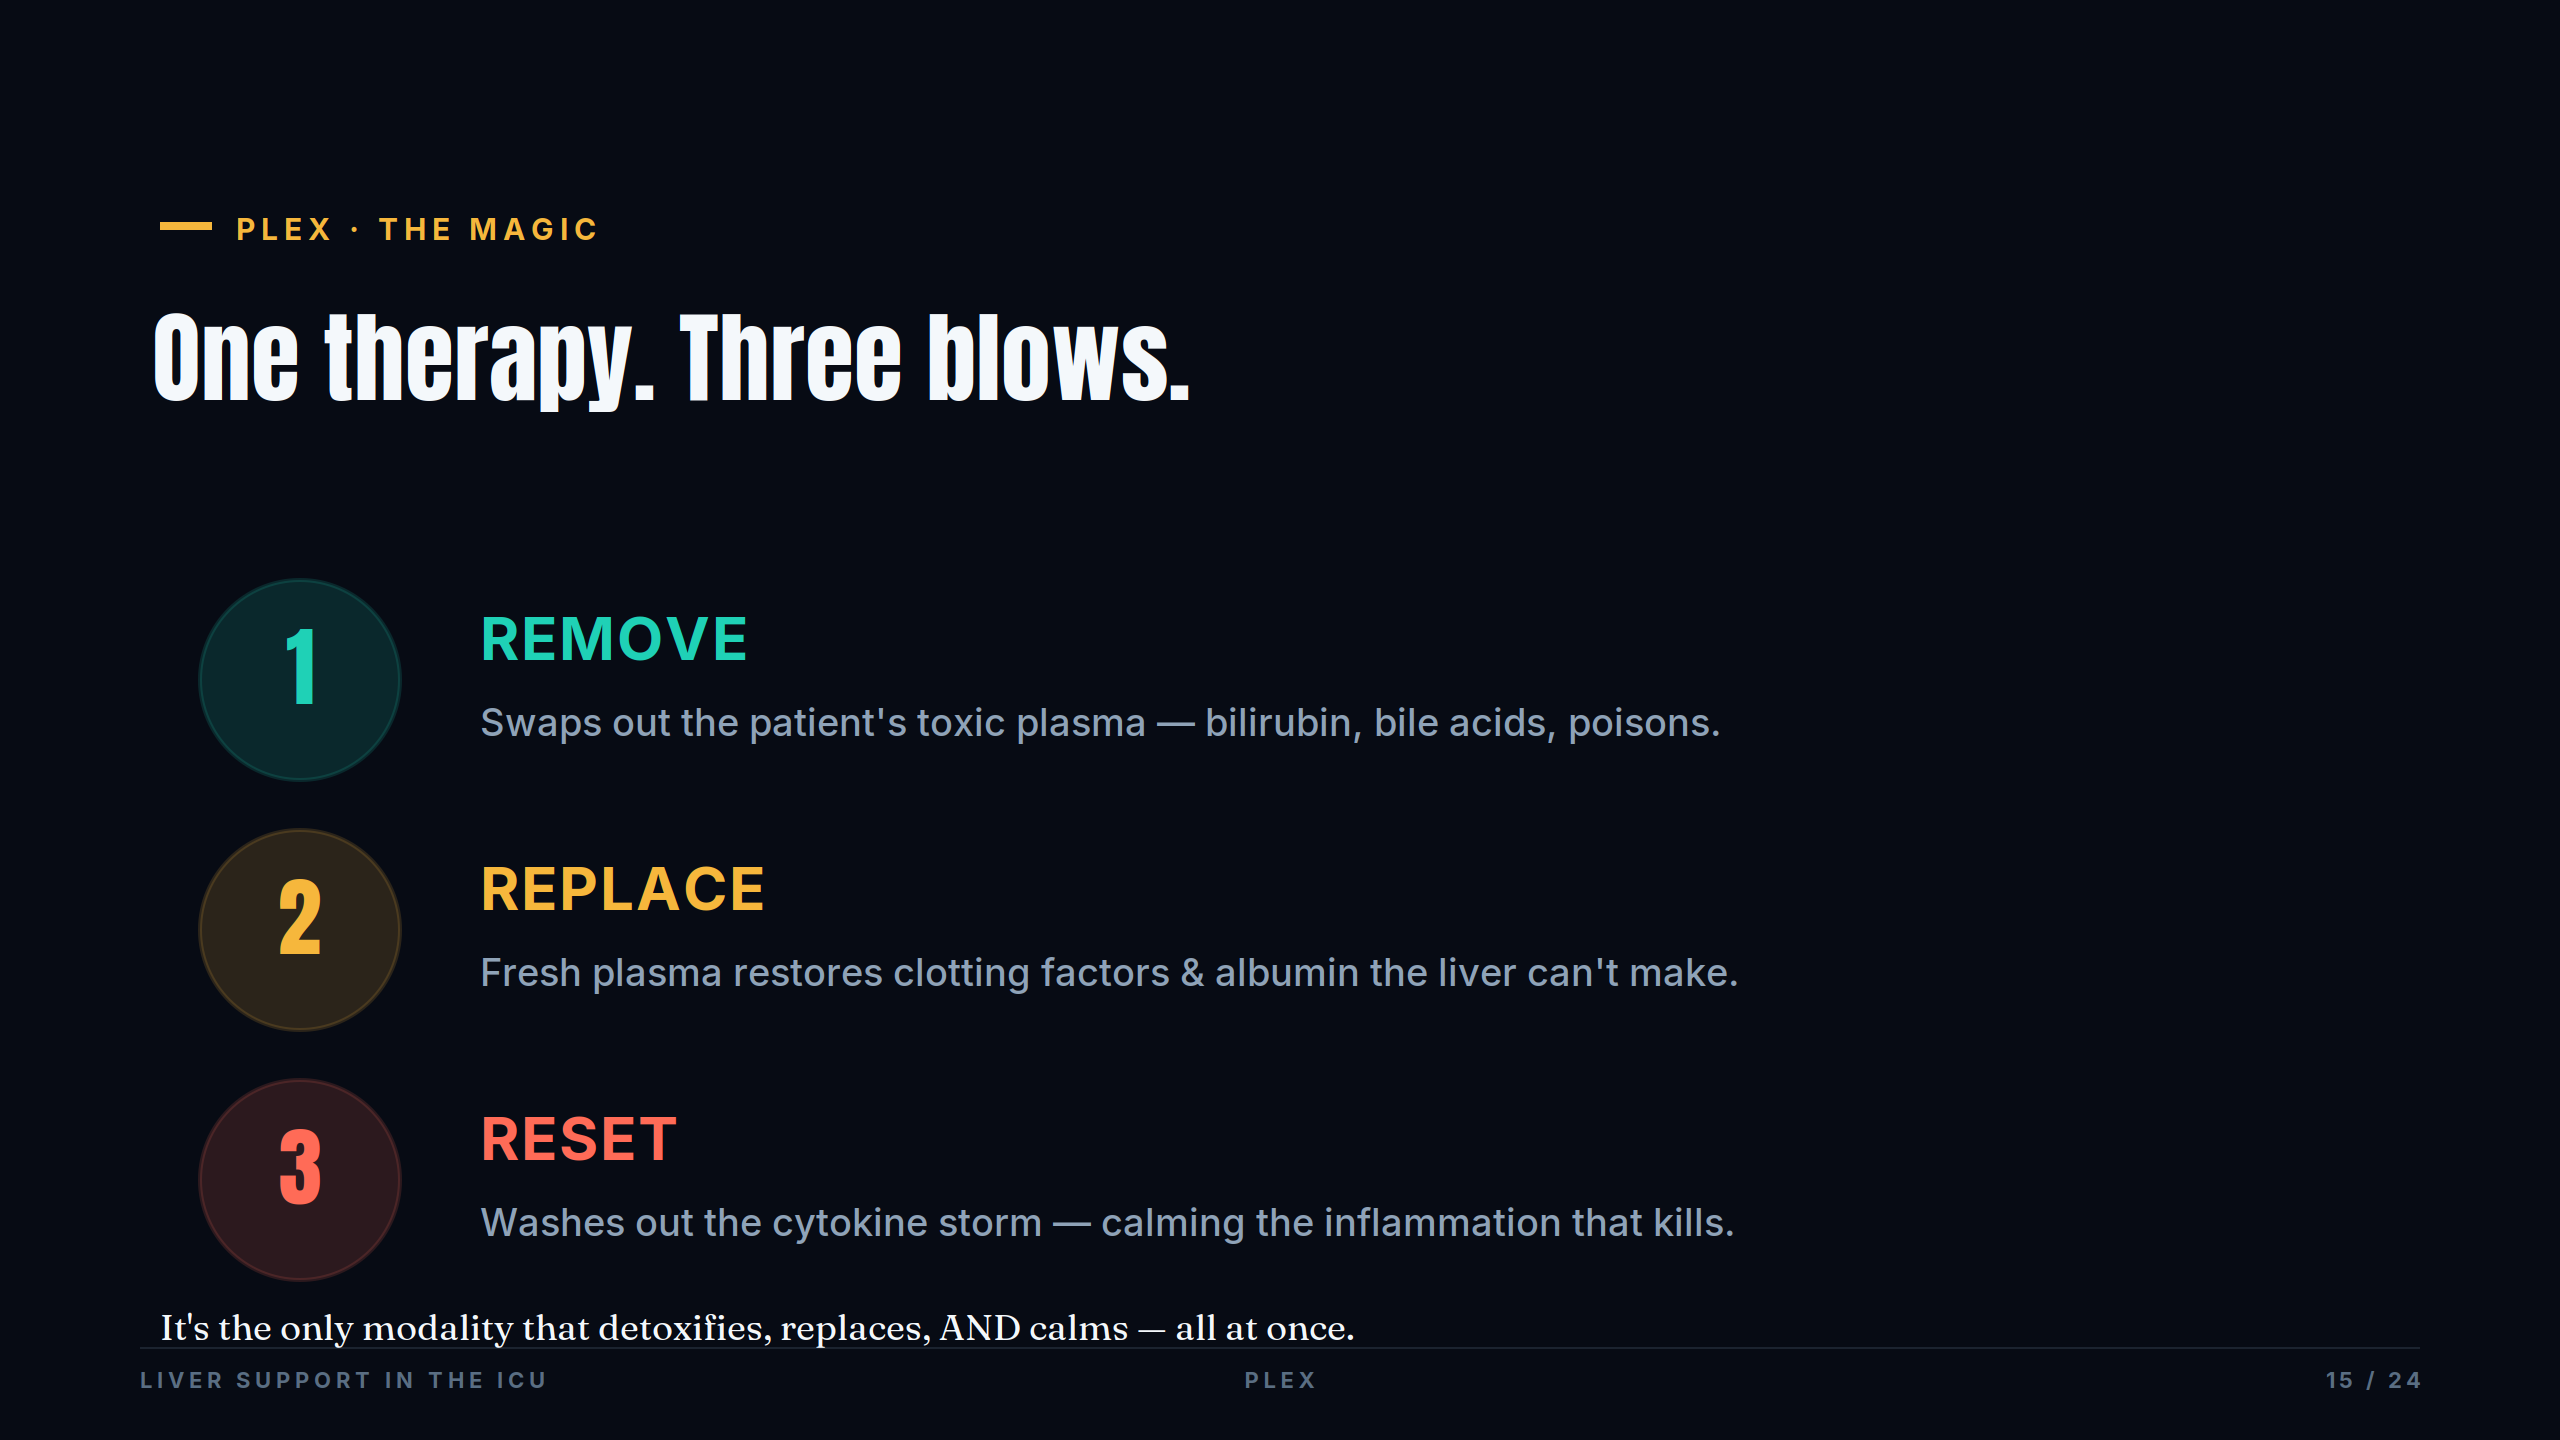 PLEX · THE MAGIC
One therapy. Three blows.
1
REMOVE
Swaps out the patient's toxic plasma — bilirubin, bile acids, poisons.
2
REPLACE
Fresh plasma restores clotting factors & albumin the liver can't make.
3
RESET
Washes out the cytokine storm — calming the inflammation that kills.
It's the only modality that detoxifies, replaces, AND calms — all at once.
LIVER SUPPORT IN THE ICU
PLEX
15 / 24